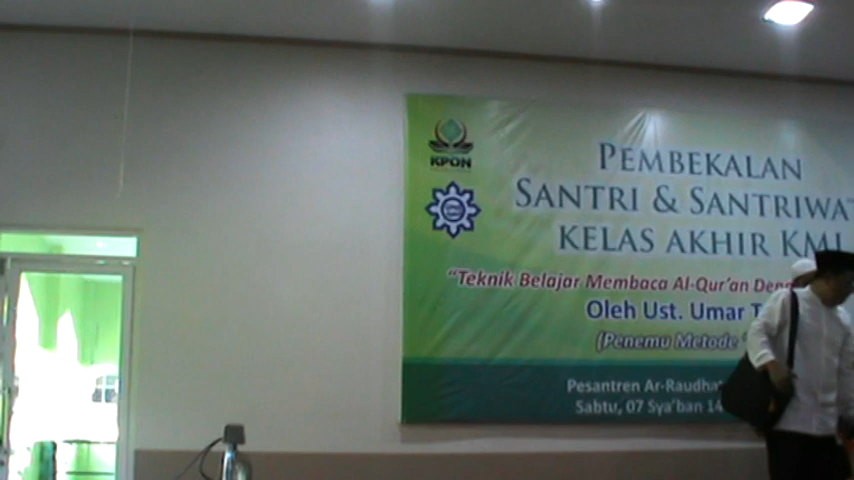 KPON
PEMBEKALAN
SANTRI & SANTRIWAT
KELAS AKHIR KMI
"Teknik Belajar Membaca Al-Qur'an Deng
Oleh Ust. Umar T
(Penemu Metode
Pesantren Ar-Raudhat
Sabtu, 07 Sya'ban 14